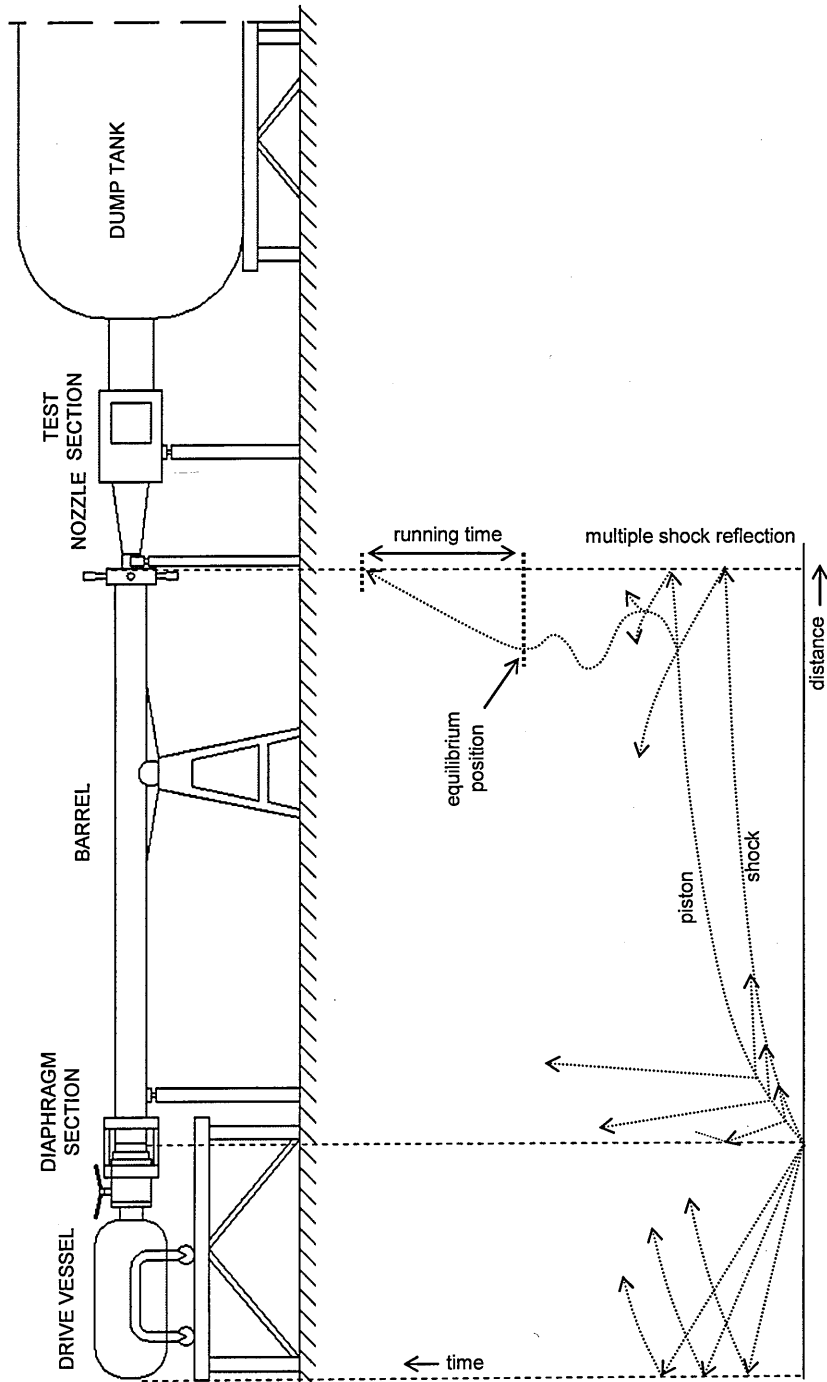 DRIVE VESSEL
DIAPHRAGM
SECTION
BARREL
NOZZLE
TEST
SECTION
DUMP TANK
time
equilibrium
position
running time
multiple shock reflection
piston
shock
distance